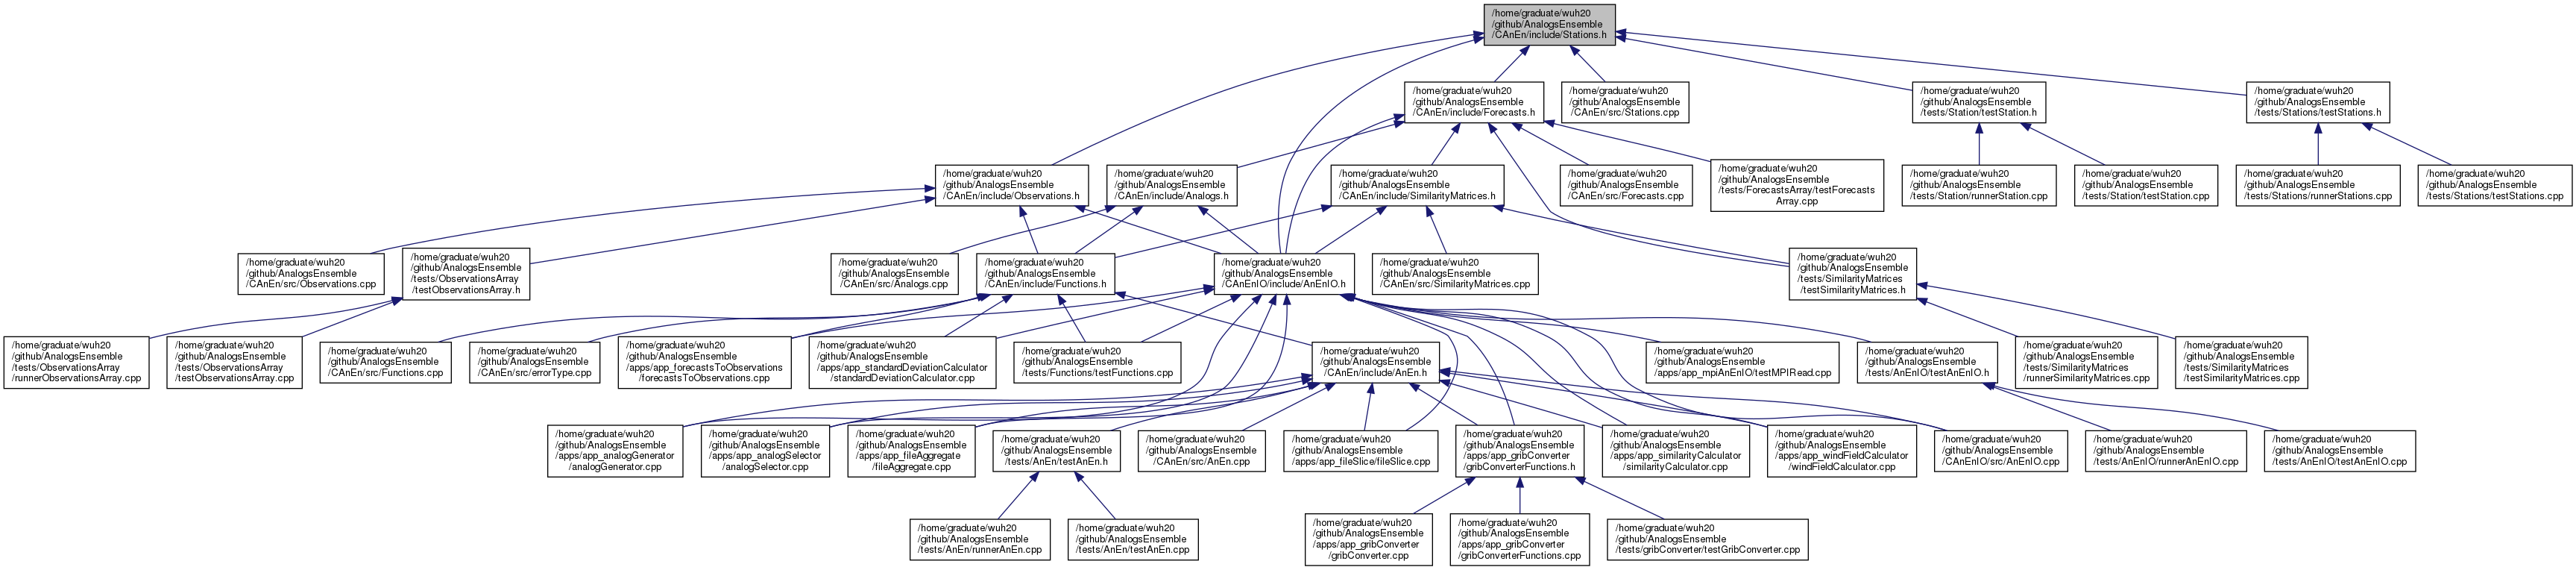 /home/graduate/wuh20
/github/AnalogsEnsemble
/CAnEn/include/Stations.h
/home/graduate/wuh20
/github/AnalogsEnsemble
/CAnEn/include/Forecasts.h
/home/graduate/wuh20
/github/AnalogsEnsemble
/CAnEn/src/Stations.cpp
/home/graduate/wuh20
/github/AnalogsEnsemble
/tests/Station/testStation.h
/home/graduate/wuh20
/github/AnalogsEnsemble
/tests/Stations/testStations.h
/home/graduate/wuh20
/github/AnalogsEnsemble
/CAnEn/include/Observations.h
/home/graduate/wuh20
/github/AnalogsEnsemble
/CAnEn/include/Analogs.h
/home/graduate/wuh20
/github/AnalogsEnsemble
/CAnEn/include/SimilarityMatrices.h
/home/graduate/wuh20
/github/AnalogsEnsemble
/CAnEn/src/Forecasts.cpp
/home/graduate/wuh20
/github/AnalogsEnsemble
/tests/ForecastsArray/testForecasts
Array.cpp
/home/graduate/wuh20
/github/AnalogsEnsemble
/tests/Station/runnerStation.cpp
/home/graduate/wuh20
/github/AnalogsEnsemble
/tests/Station/testStation.cpp
/home/graduate/wuh20
/github/AnalogsEnsemble
/tests/Stations/runnerStations.cpp
/home/graduate/wuh20
/github/AnalogsEnsemble
/tests/Stations/testStations.cpp
/home/graduate/wuh20
/github/AnalogsEnsemble
/CAnEn/src/Observations.cpp
/home/graduate/wuh20
/github/AnalogsEnsemble
/tests/ObservationsArray
/testObservationsArray.h
/home/graduate/wuh20
/github/AnalogsEnsemble
/CAnEn/src/Analogs.cpp
/home/graduate/wuh20
/github/AnalogsEnsemble
/CAnEn/include/Functions.h
/home/graduate/wuh20
/github/AnalogsEnsemble
/CAnEnIO/include/AnEnIO.h
/home/graduate/wuh20
/github/AnalogsEnsemble
/CAnEn/src/SimilarityMatrices.cpp
/home/graduate/wuh20
/github/AnalogsEnsemble
/tests/SimilarityMatrices
/testSimilarityMatrices.h
/home/graduate/wuh20
/github/AnalogsEnsemble
/tests/ObservationsArray
/runnerObservationsArray.cpp
/home/graduate/wuh20
/github/AnalogsEnsemble
/tests/ObservationsArray
/testObservationsArray.cpp
/home/graduate/wuh20
/github/AnalogsEnsemble
/CAnEn/src/Functions.cpp
/home/graduate/wuh20
/github/AnalogsEnsemble
/CAnEn/src/errorType.cpp
/home/graduate/wuh20
/github/AnalogsEnsemble
/apps/app_forecastsToObservations
/forecastsToObservations.cpp
/home/graduate/wuh20
/github/AnalogsEnsemble
/apps/app_standardDeviationCalculator
/standardDeviationCalculator.cpp
/home/graduate/wuh20
/github/AnalogsEnsemble
/tests/Functions/testFunctions.cpp
/home/graduate/wuh20
/github/AnalogsEnsemble
/CAnEn/include/AnEn.h
/home/graduate/wuh20
/github/AnalogsEnsemble
/apps/app_mpiAnEnIO/testMPIRead.cpp
/home/graduate/wuh20
/github/AnalogsEnsemble
/tests/AnEnIO/testAnEnIO.h
/home/graduate/wuh20
/github/AnalogsEnsemble
/tests/SimilarityMatrices
/runnerSimilarityMatrices.cpp
/home/graduate/wuh20
/github/AnalogsEnsemble
/tests/SimilarityMatrices
/testSimilarityMatrices.cpp
/home/graduate/wuh20
/github/AnalogsEnsemble
/apps/app_analogGenerator
/analogGenerator.cpp
/home/graduate/wuh20
/github/AnalogsEnsemble
/apps/app_analogSelector
/analogSelector.cpp
/home/graduate/wuh20
/github/AnalogsEnsemble
/apps/app_fileAggregate
/fileAggregate.cpp
/home/graduate/wuh20
/github/AnalogsEnsemble
/tests/AnEn/testAnEn.h
/home/graduate/wuh20
/github/AnalogsEnsemble
/CAnEn/src/AnEn.cpp
/home/graduate/wuh20
/github/AnalogsEnsemble
/apps/app_fileSlice/fileSlice.cpp
/home/graduate/wuh20
/github/AnalogsEnsemble
/apps/app_gribConverter
/gribConverterFunctions.h
/home/graduate/wuh20
/github/AnalogsEnsemble
/apps/app_similarityCalculator
/similarityCalculator.cpp
/home/graduate/wuh20
/github/AnalogsEnsemble
/apps/app_windFieldCalculator
/windFieldCalculator.cpp
/home/graduate/wuh20
/github/AnalogsEnsemble
/CAnEnIO/src/AnEnIO.cpp
/home/graduate/wuh20
/github/AnalogsEnsemble
/tests/AnEnIO/runnerAnEnIO.cpp
/home/graduate/wuh20
/github/AnalogsEnsemble
/tests/AnEnIO/testAnEnIO.cpp
/home/graduate/wuh20
/github/AnalogsEnsemble
/tests/AnEn/runnerAnEn.cpp
/home/graduate/wuh20
/github/AnalogsEnsemble
/tests/AnEn/testAnEn.cpp
/home/graduate/wuh20
/github/AnalogsEnsemble
/apps/app_gribConverter
/gribConverter.cpp
/home/graduate/wuh20
/github/AnalogsEnsemble
/apps/app_gribConverter
/gribConverterFunctions.cpp
/home/graduate/wuh20
/github/AnalogsEnsemble
/tests/gribConverter/testGribConverter.cpp